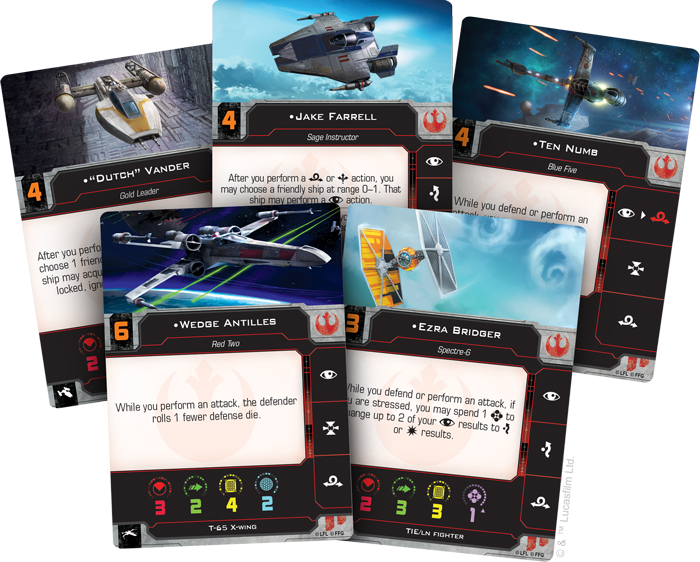 4
•"Dutch" Vander
Gold Leader
After you perfo
choose 1 frien
ship may acqu
locked, ign
2
4
•Jake Farrell
Sage Instructor
After you perform a or action, you
may choose a friendly ship at range 0–1. That
ship may perform a action.
4
•Ten Numb
Blue Five
While you defend or perform an
©LFL ©FFG
6
•Wedge Antilles
Red Two
While you perform an attack, the defender
rolls 1 fewer defense die.
3 2 4 2
T-65 X-wing
©LFL ©FFG
3
•Ezra Bridger
Spectre-6
While you defend or perform an attack, if
you are stressed, you may spend 1 to
change up to 2 of your results to
or results.
2 3 3 1
TIE/ln fighter
©LFL ©FFG
© & ™ Lucasfilm Ltd.